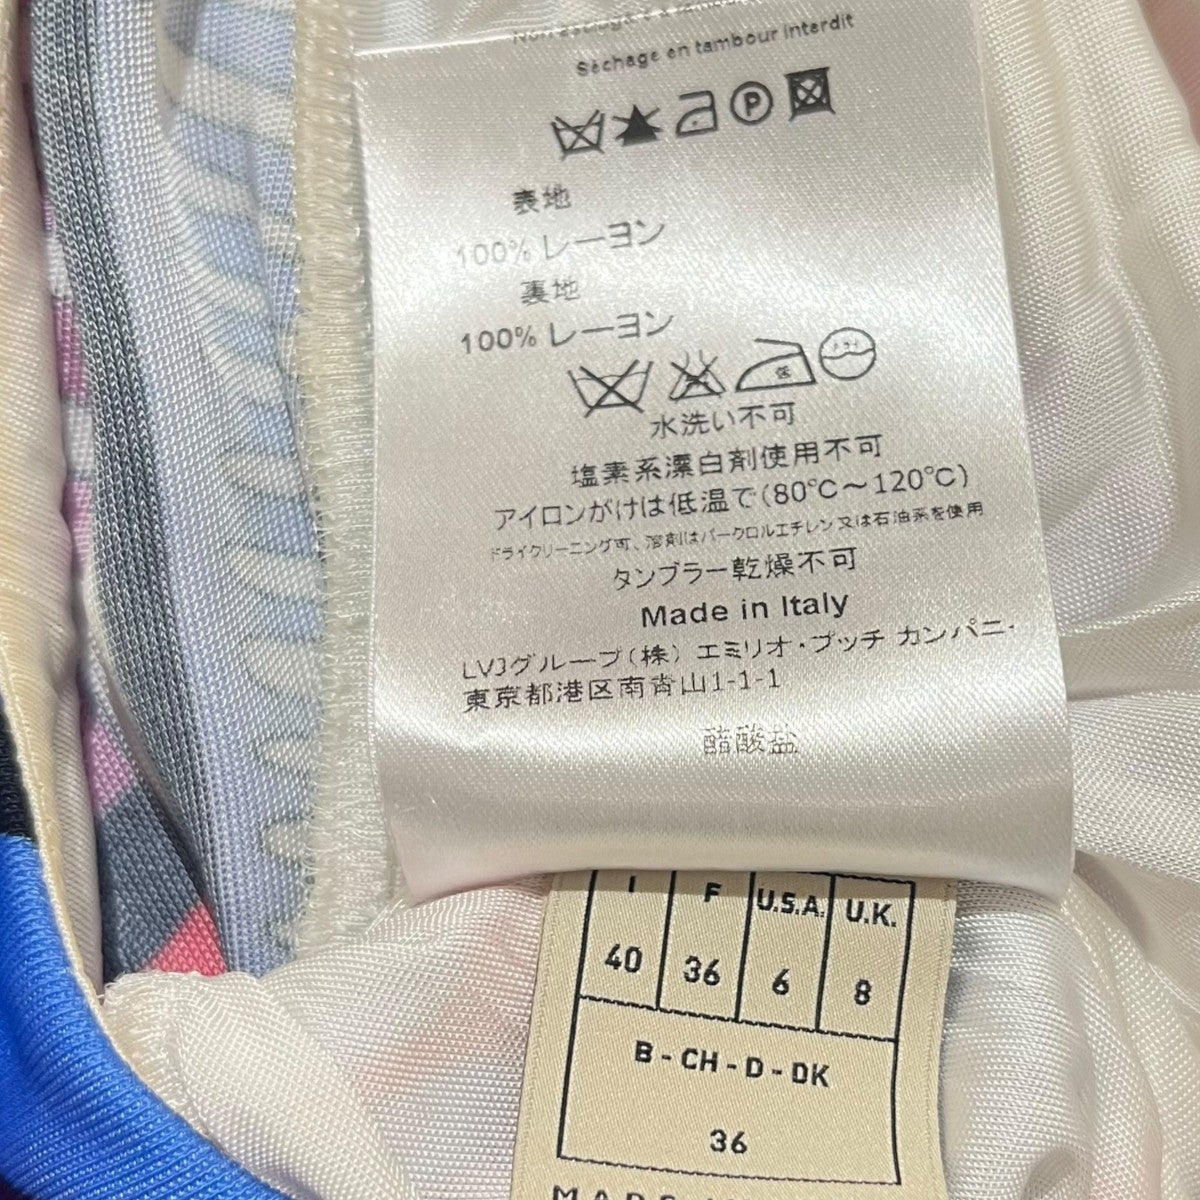 Séchage en tambour interdit
P
表地
100% レーヨン
裏地
100% レーヨン
低
水洗い不可
塩素系漂白剤使用不可
アイロンがけは低温で(80℃～120℃)
ドライクリーニング可、溶剤はパークロルエチレン又は石油系を使用
タンブラー乾燥不可
Made in Italy
LVJグループ(株) エミリオ・プッチ カンパニー
東京都港区南青山1-1-1
醋酸盐
I F U.S.A. U.K.
40 36 6 8
B - CH - D - DK
36
MADE